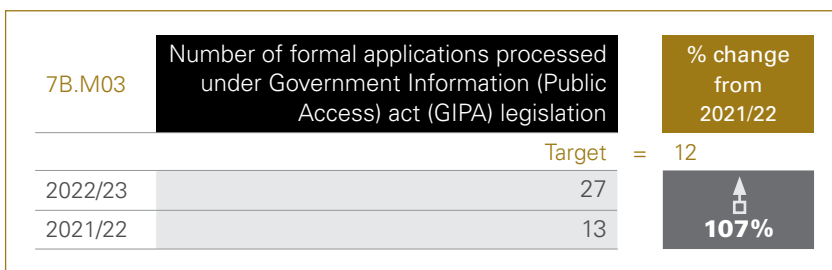 7B.M03
Number of formal applications processed
under Government Information (Public
Access) act (GIPA) legislation
% change
from
2021/22
Target = 12
2022/23 27
2021/22 13
107%